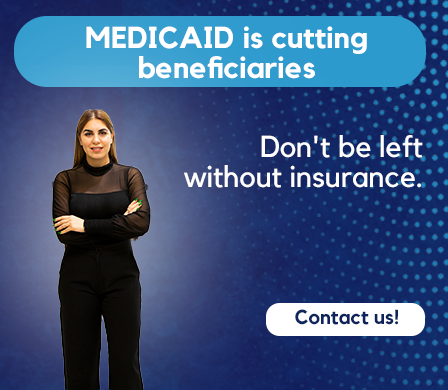 MEDICAID is cutting
beneficiaries
Don't be left
without insurance.
Contact us!